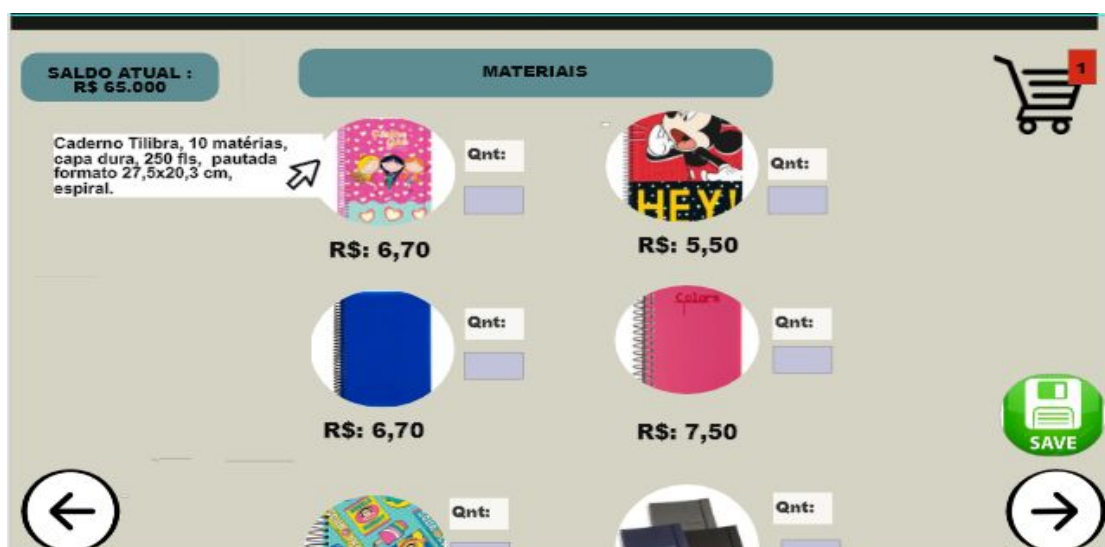 SALDO ATUAL :
R$ 65.000
MATERIAIS
1
Caderno Tilibra, 10 matérias,
capa dura, 250 fls, pautada
formato 27,5x20,3 cm,
espiral.
Qnt:
HEY!
Qnt:
R$: 6,70
R$: 5,50
Qnt:
Colors
Qnt:
R$: 6,70
R$: 7,50
SAVE
Qnt:
Qnt: